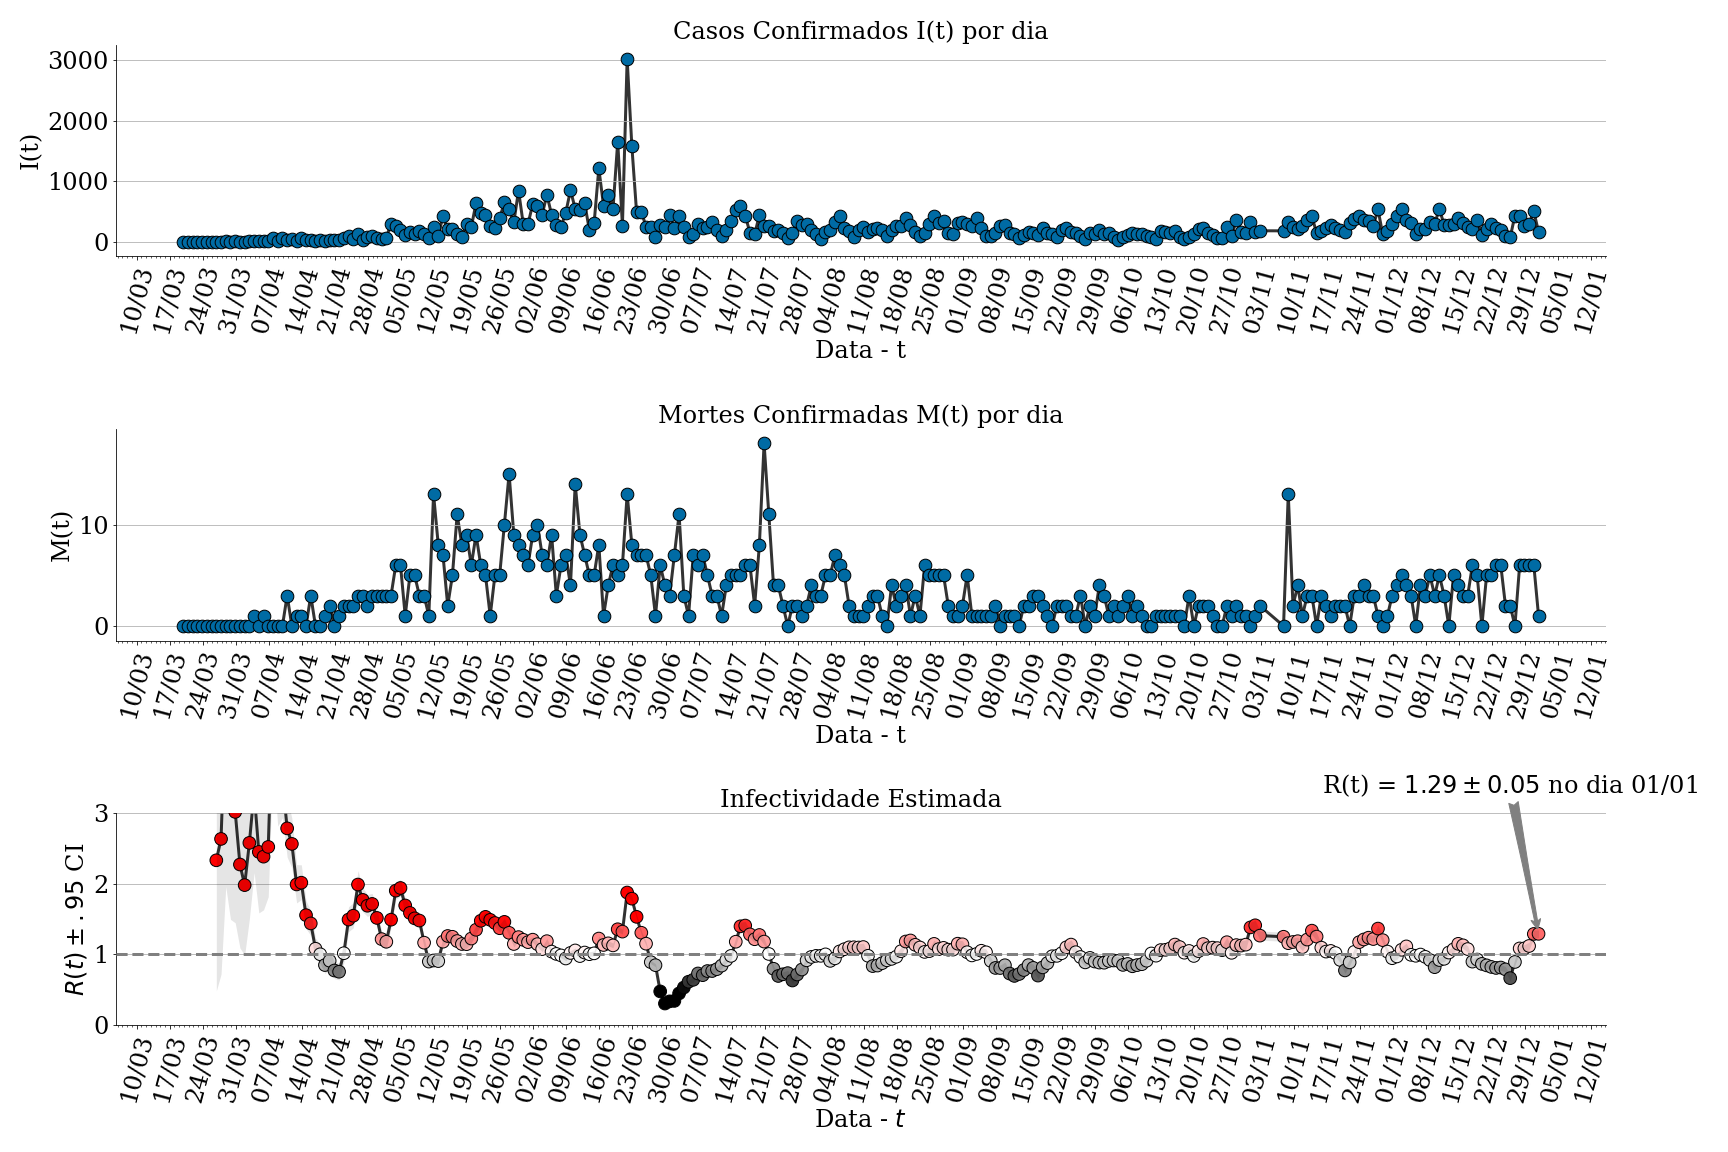 Casos Confirmados I(t) por dia
3000
2000
1000
0
I(t)
10/03 17/03 24/03 31/03 07/04 14/04 21/04 28/04 05/05 12/05 19/05 26/05 02/06 09/06 16/06 23/06 30/06 07/07 14/07 21/07 28/07 04/08 11/08 18/08 25/08 01/09 08/09 15/09 22/09 29/09 06/10 13/10 20/10 27/10 03/11 10/11 17/11 24/11 01/12 08/12 15/12 22/12 29/12 05/01 12/01
Data - t
Mortes Confirmadas M(t) por dia
10
0
M(t)
10/03 17/03 24/03 31/03 07/04 14/04 21/04 28/04 05/05 12/05 19/05 26/05 02/06 09/06 16/06 23/06 30/06 07/07 14/07 21/07 28/07 04/08 11/08 18/08 25/08 01/09 08/09 15/09 22/09 29/09 06/10 13/10 20/10 27/10 03/11 10/11 17/11 24/11 01/12 08/12 15/12 22/12 29/12 05/01 12/01
Data - t
R(t) = 1.29 ± 0.05 no dia 01/01
Infectividade Estimada
3
2
1
0
R(t) ± .95 CI
10/03 17/03 24/03 31/03 07/04 14/04 21/04 28/04 05/05 12/05 19/05 26/05 02/06 09/06 16/06 23/06 30/06 07/07 14/07 21/07 28/07 04/08 11/08 18/08 25/08 01/09 08/09 15/09 22/09 29/09 06/10 13/10 20/10 27/10 03/11 10/11 17/11 24/11 01/12 08/12 15/12 22/12 29/12 05/01 12/01
Data - t